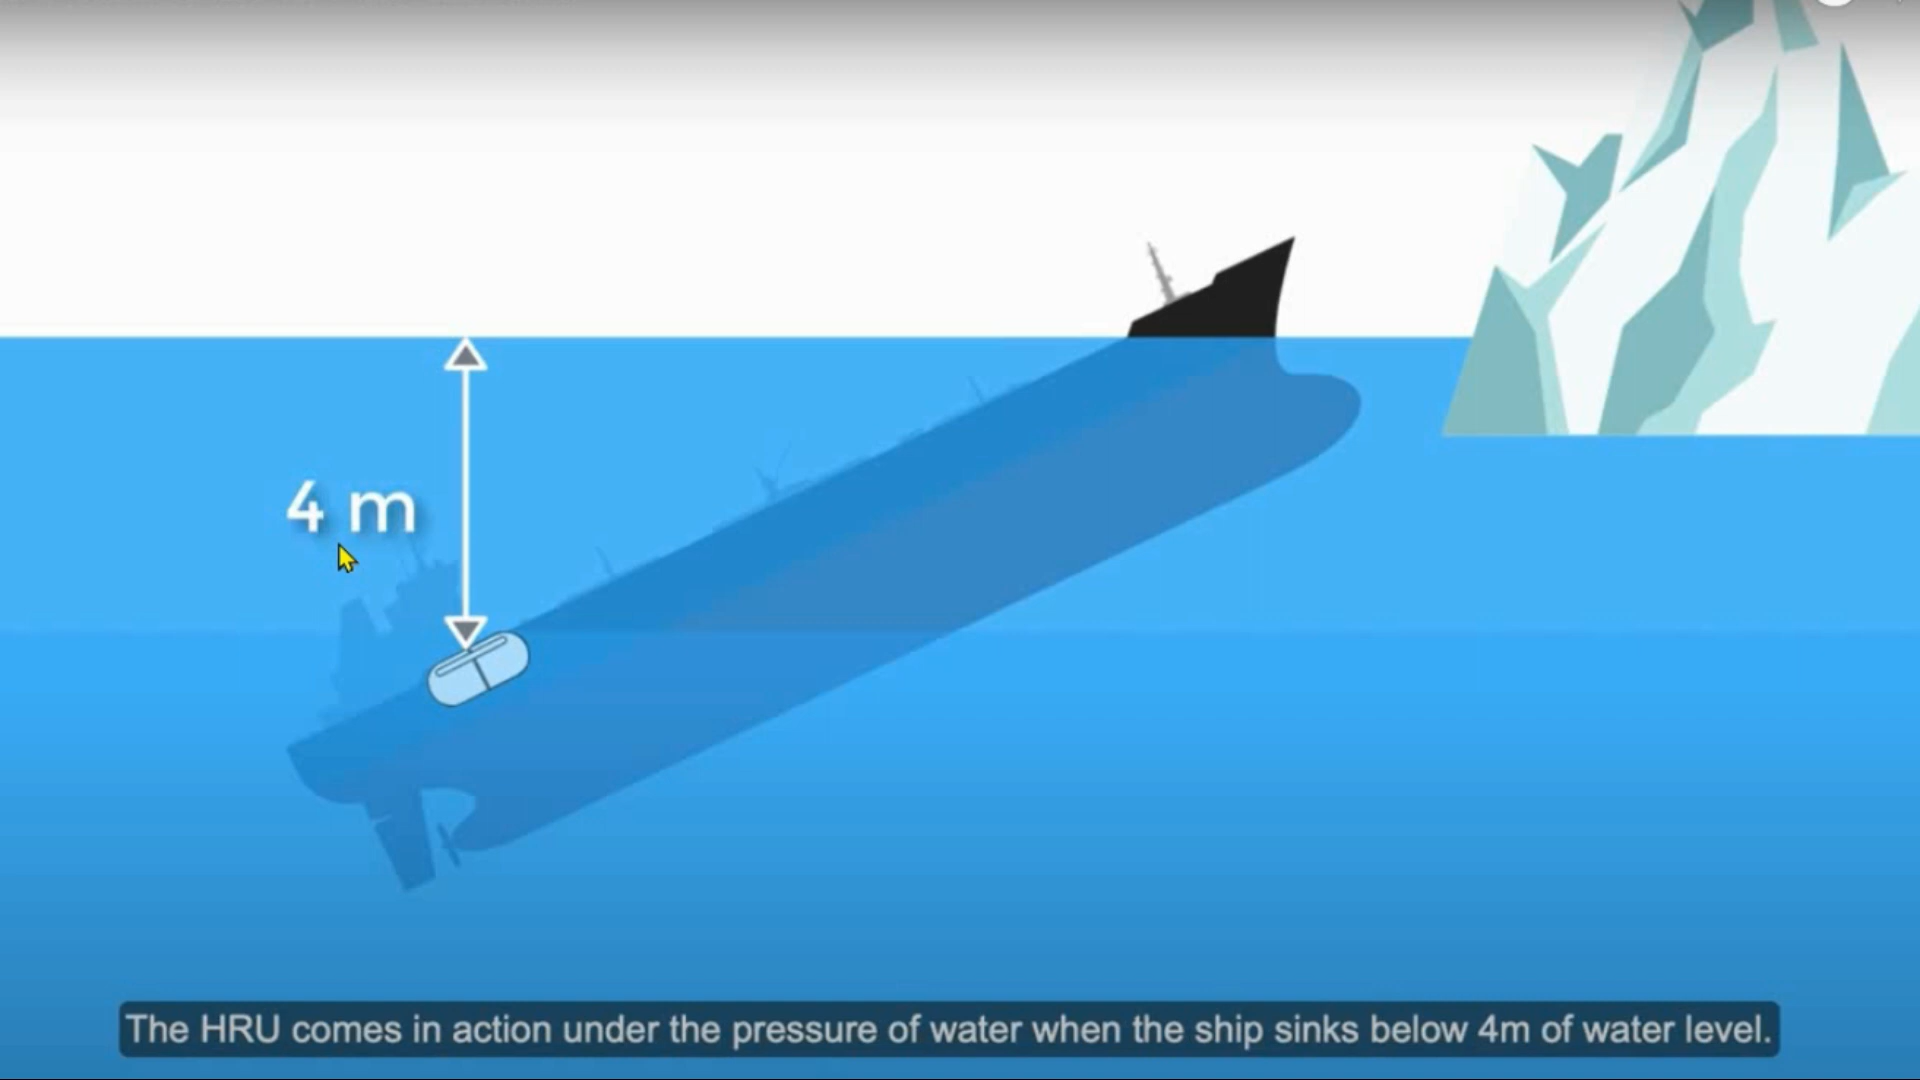 4 m
The HRU comes in action under the pressure of water when the ship sinks below 4m of water level.